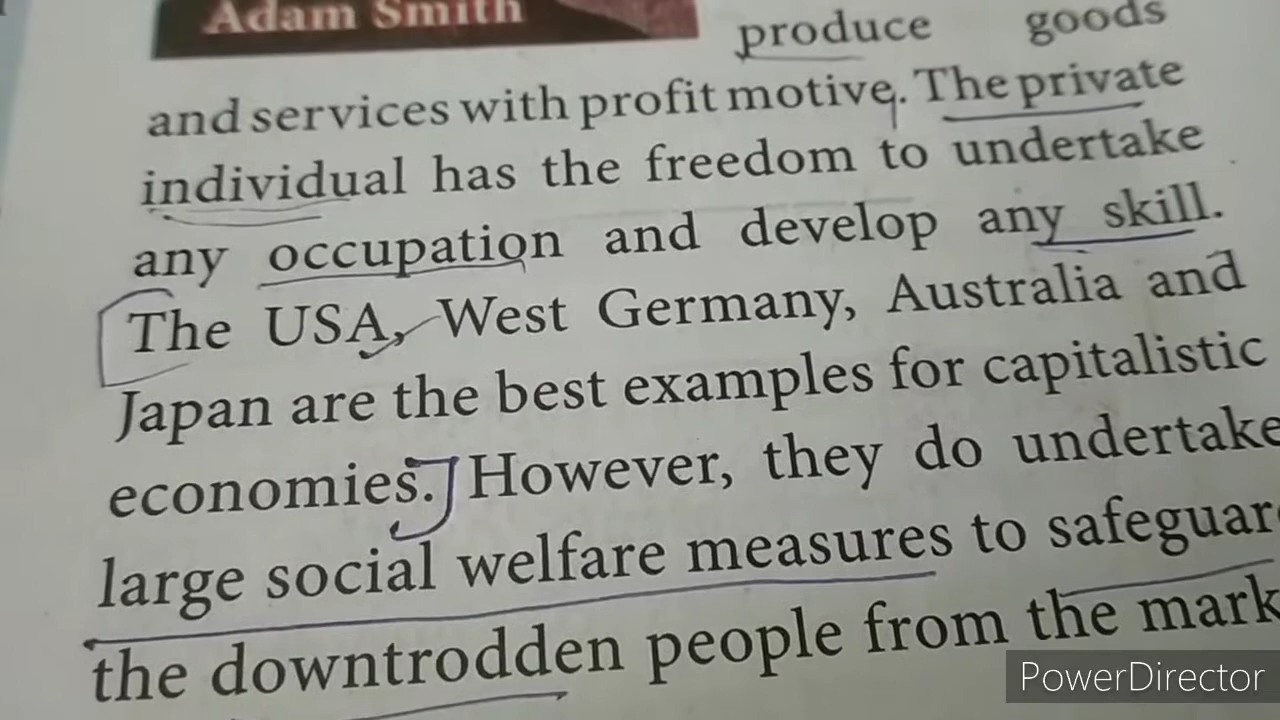 Adam Smith
produce goods
and services with profit motive. The private
individual has the freedom to undertake
any occupation and develop any skill.
The USA, West Germany, Australia and
Japan are the best examples for capitalistic
economies. However, they do undertake
large social welfare measures to safeguar
the downtrodden people from the mark
PowerDirector